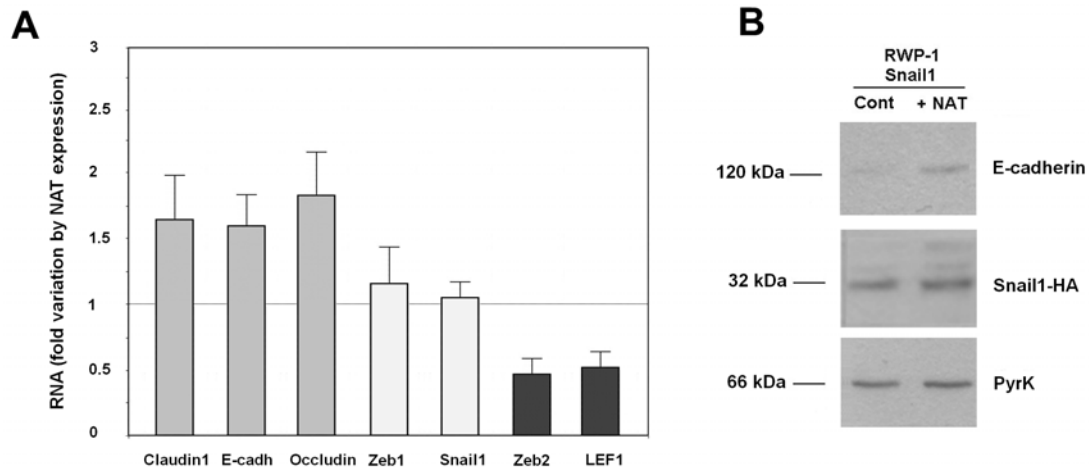 A
RNA (fold variation by NAT expression)
3
2.5
2
1.5
1
0.5
0
Claudin1 E-cadh Occludin Zeb1 Snail1 Zeb2 LEF1
B
RWP-1
Snail1
Cont + NAT
120 kDa E-cadherin
32 kDa Snail1-HA
66 kDa PyrK